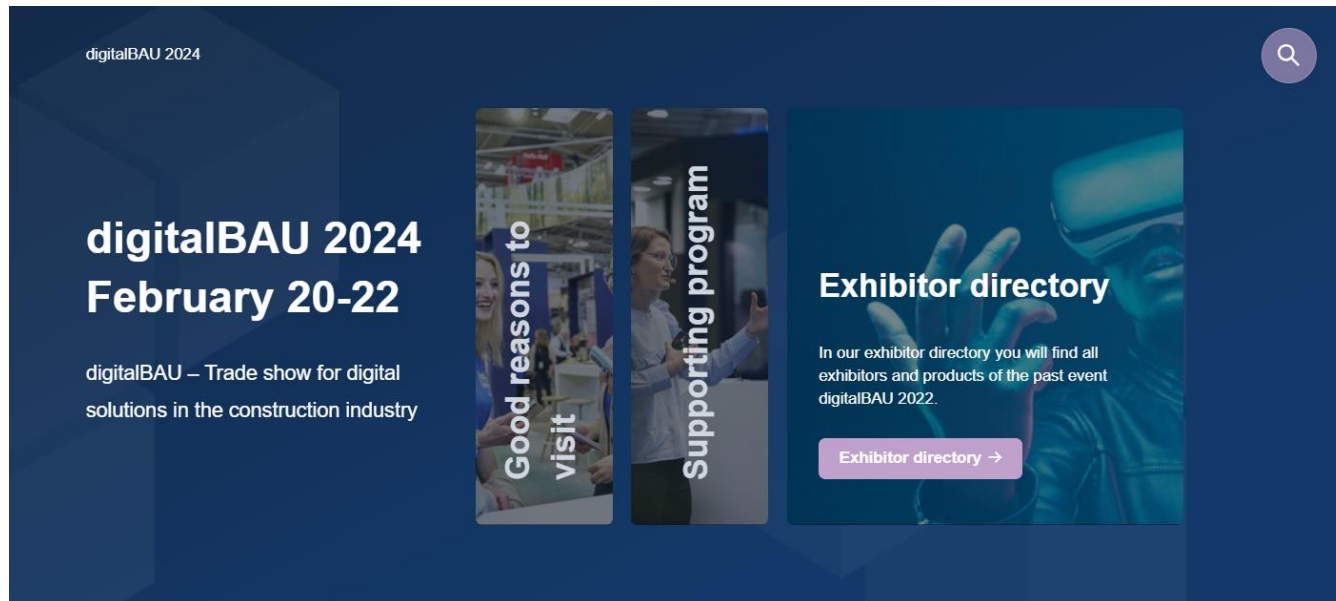 digitalBAU 2024
digitalBAU 2024
February 20-22
digitalBAU – Trade show for digital
solutions in the construction industry
Good reasons to
visit
Supporting program
Exhibitor directory
In our exhibitor directory you will find all
exhibitors and products of the past event
digitalBAU 2022.
Exhibitor directory →